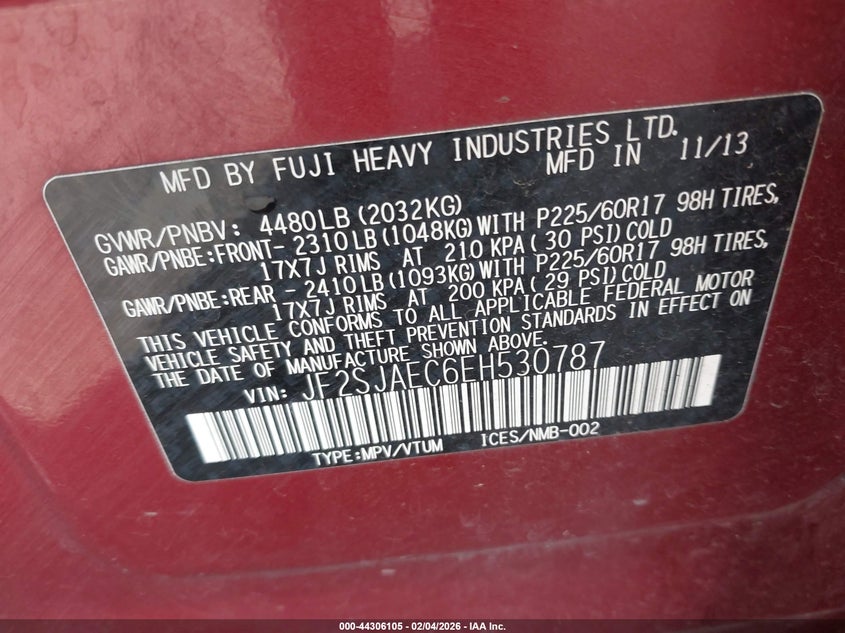 MFD BY FUJI HEAVY INDUSTRIES LTD.
MFD IN 11/13
GVWR/PNBV: 4480LB (2032KG)
GAWR/PNBE:FRONT- 2310LB (1048KG) WITH P225/60R17 98H TIRES,
17X7J RIMS AT 210 KPA ( 30 PSI) COLD
GAWR/PNBE:REAR - 2410LB (1093KG) WITH P225/60R17 98H TIRES,
17X7J RIMS AT 200 KPA ( 29 PSI) COLD
THIS VEHICLE CONFORMS TO ALL APPLICABLE FEDERAL MOTOR
VEHICLE SAFETY AND THEFT PREVENTION STANDARDS IN EFFECT ON
THE DATE OF MANUFACTURE SHOWN ABOVE.
VIN: JF2SJAEC6EH530787
TYPE:MPV/VTUM ICES/NMB-002
000-44306105 - 02/04/2026 - IAA Inc.